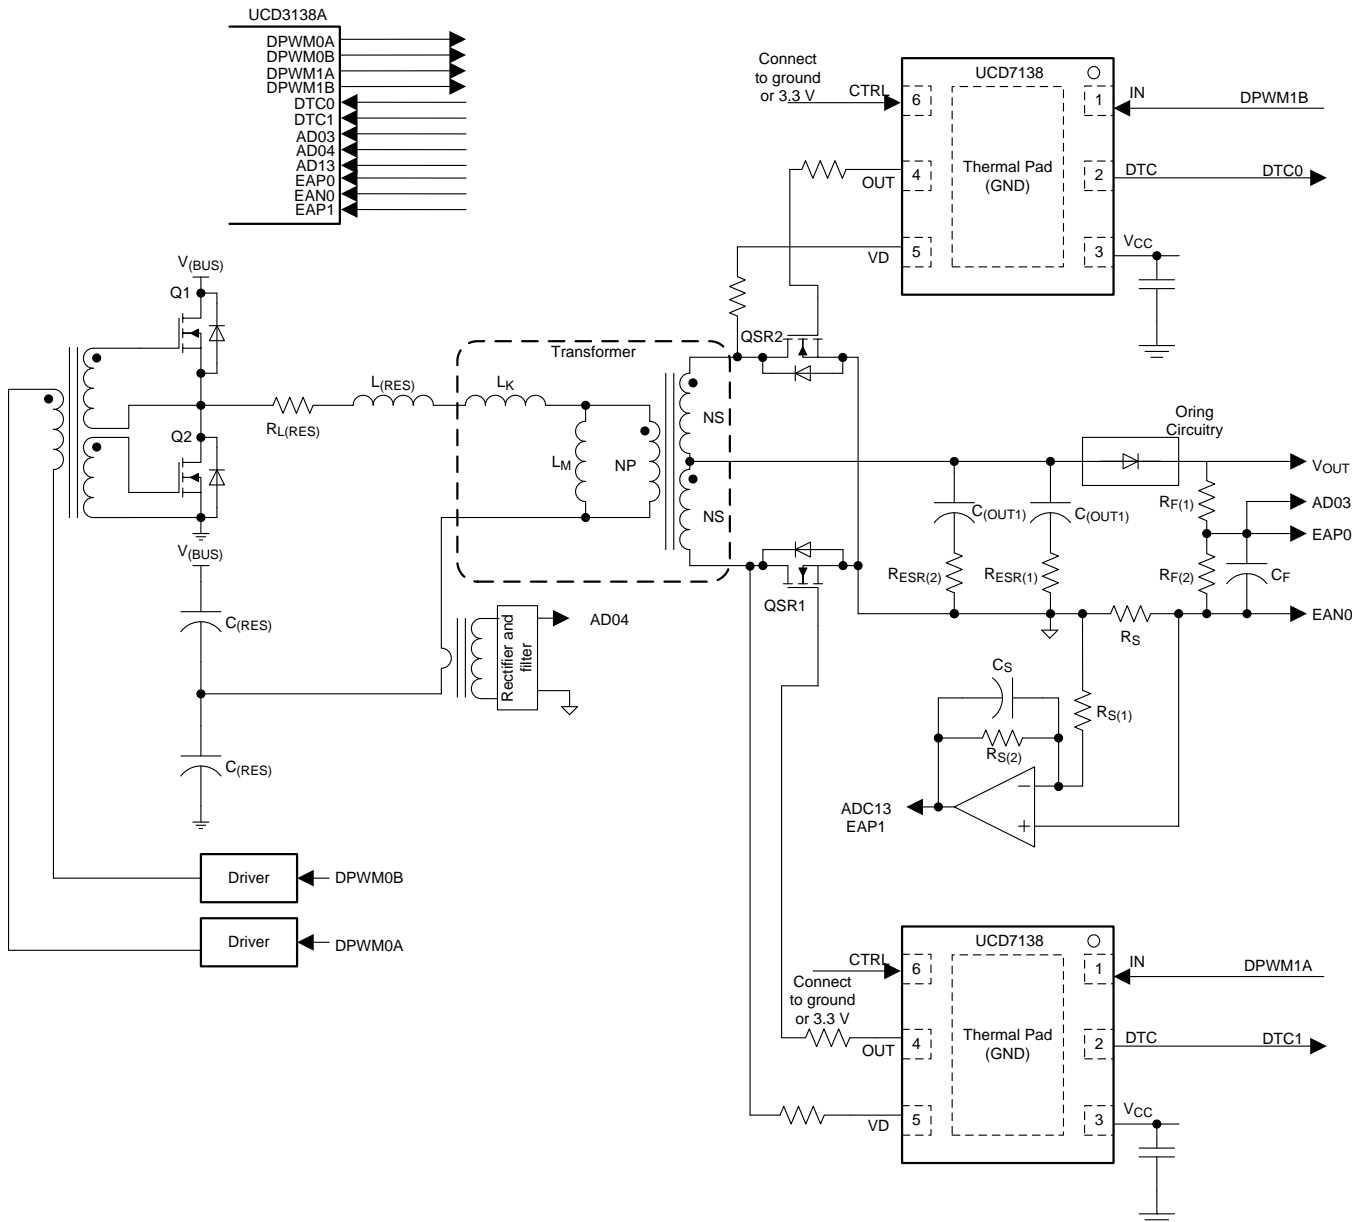 UCD3138A
DPWM0A
DPWM0B
DPWM1A
DPWM1B
DTC0
DTC1
AD03
AD04
AD13
EAP0
EAN0
EAP1
Connect
to ground
or 3.3 V
CTRL
UCD7138
6
1
IN
DPWM1B
Thermal Pad
(GND)
4
OUT
2
DTC
DTC0
5
VD
3
VCC
V(BUS)
Q1
QSR2
Transformer
L(RES)
LK
RL(RES)
Q2
LM
NP
NS
NS
Oring
Circuitry
VOUT
RF(1)
AD03
C(OUT1)
C(OUT1)
EAP0
V(BUS)
RESR(2)
RESR(1)
RF(2)
CF
QSR1
EAN0
RS
C(RES)
AD04
Rectifier and
filter
CS
RS(1)
RS(2)
C(RES)
ADC13
EAP1
−
+
Driver
DPWM0B
Driver
DPWM0A
UCD7138
CTRL
6
1
IN
DPWM1A
Connect
to ground
or 3.3 V
Thermal Pad
(GND)
4
OUT
2
DTC
DTC1
5
VD
3
VCC